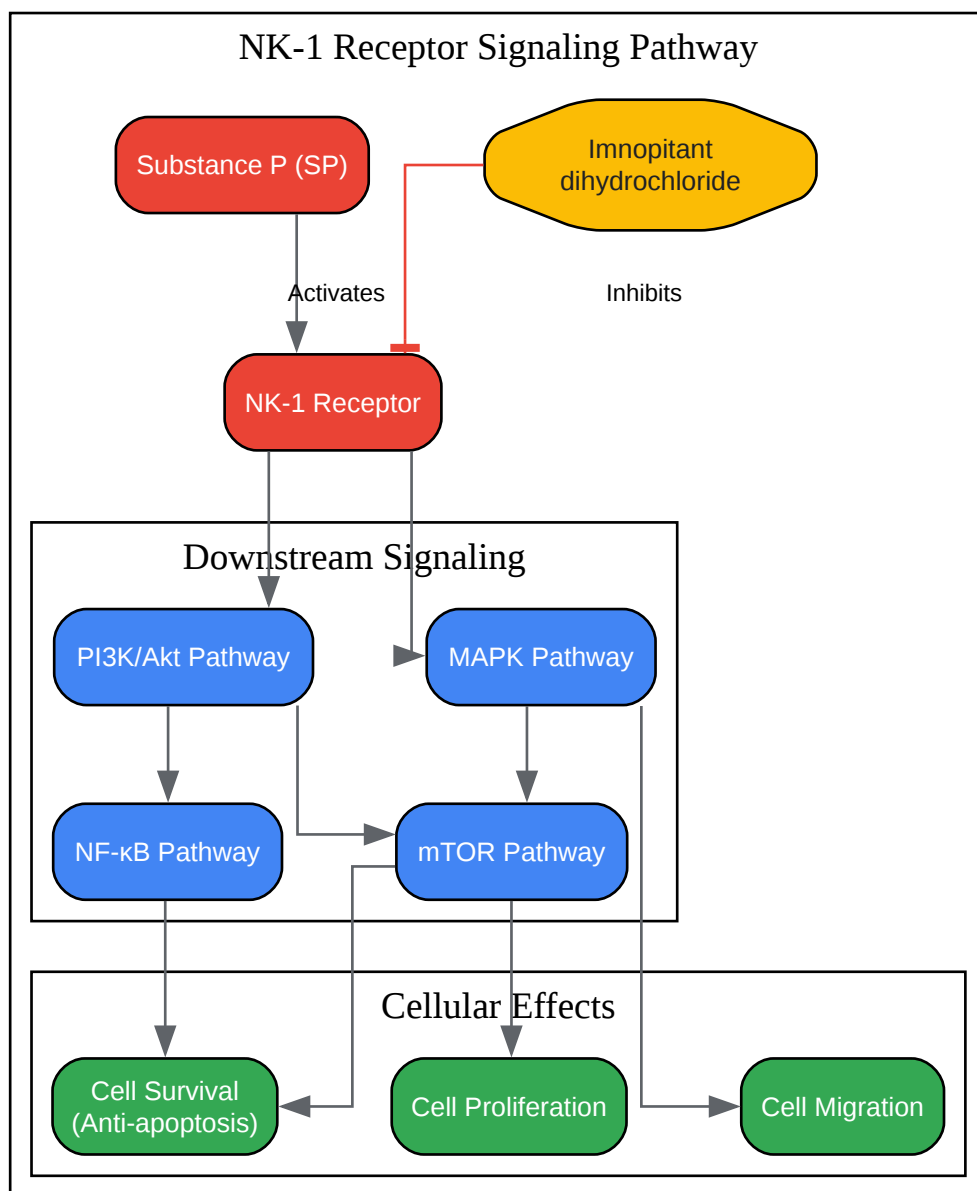 NK-1 Receptor Signaling Pathway
Substance P (SP)
Imnopitant
dihydrochloride
Activates
Inhibits
NK-1 Receptor
Downstream Signaling
PI3K/Akt Pathway
MAPK Pathway
NF-κB Pathway
mTOR Pathway
Cellular Effects
Cell Survival
(Anti-apoptosis)
Cell Proliferation
Cell Migration